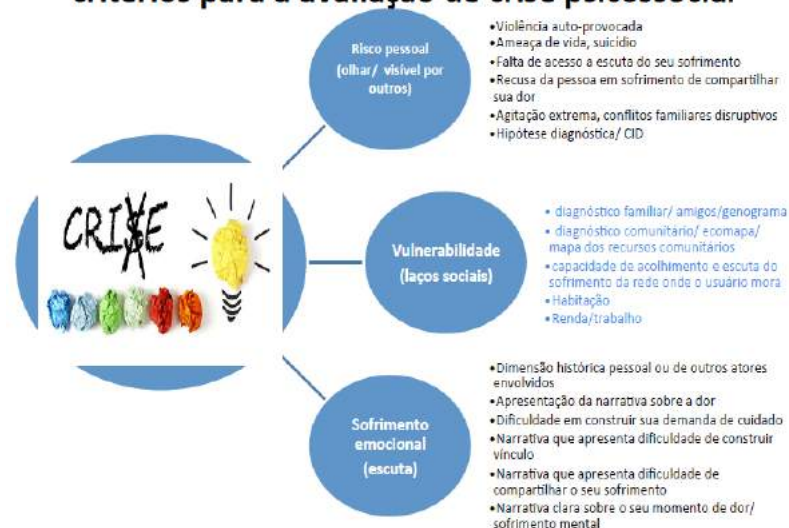 critérios para a avaliação de crise psicossocial
Risco pessoal
(olhar/ visível por
outros)
•Violência auto-provocada
•Ameaça de vida, suicídio
•Falta de acesso a escuta do seu sofrimento
•Recusa da pessoa em sofrimento de compartilhar
sua dor
•Agitação extrema, conflitos familiares disruptivos
•Hipótese diagnóstica/ CID
CRISE
Vulnerabilidade
(laços sociais)
• diagnóstico familiar/ amigos/genograma
• diagnóstico comunitário/ ecomapa/
mapa dos recursos comunitários
•capacidade de acolhimento e escuta do
sofrimento da rede onde o usuário mora
•Habitação
•Renda/trabalho
Sofrimento
emocional
(escuta)
•Dimensão histórica pessoal ou de outros atores
envolvidos
•Apresentação da narrativa sobre a dor
•Dificuldade em construir sua demanda de cuidado
•Narrativa que apresenta dificuldade de construir
vínculo
•Narrativa que apresenta dificuldade de
compartilhar o seu sofrimento
•Narrativa clara sobre o seu momento de dor/
sofrimento mental